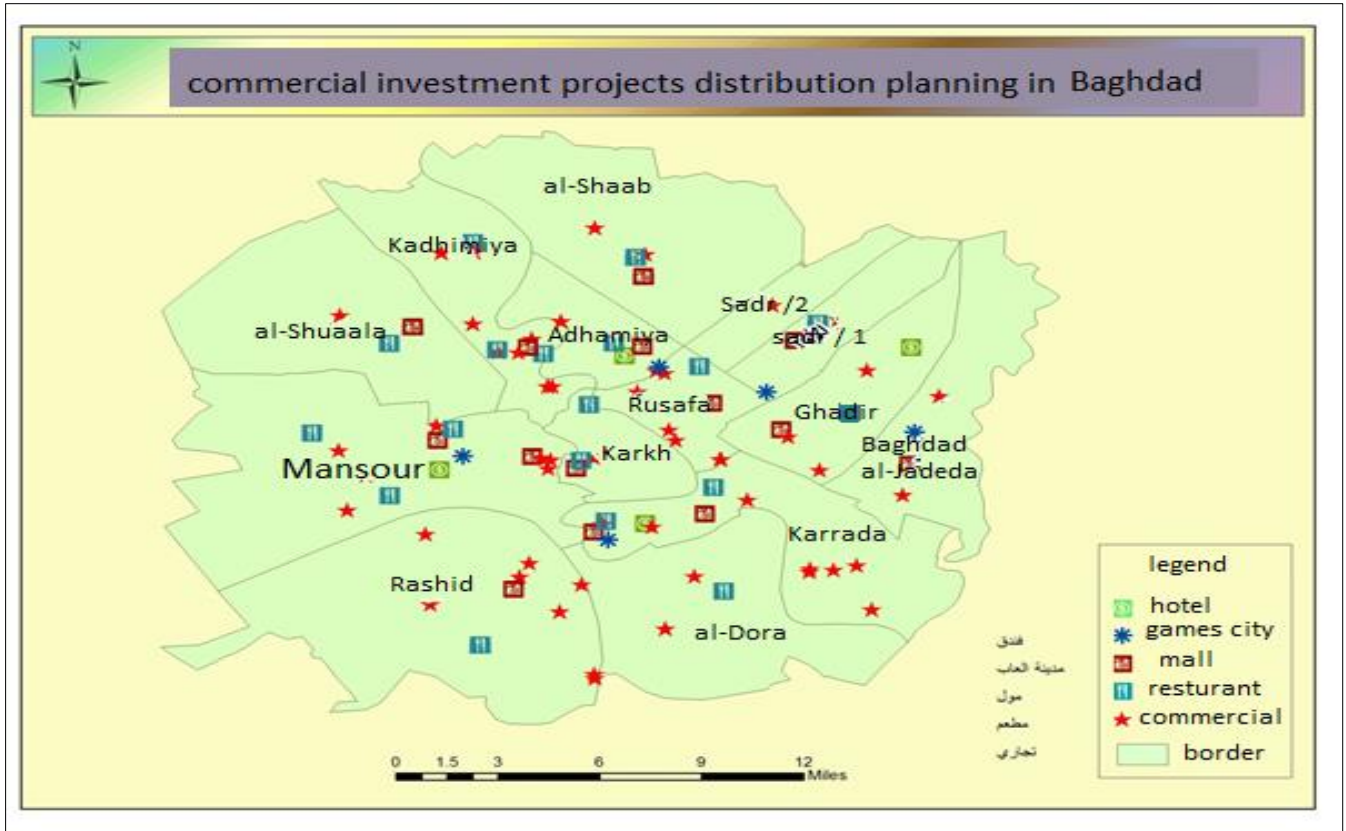 N
commercial investment projects distribution planning in Baghdad
al-Shaab
Kadhimiya
Sadr /2
al-Shuaala
Adhamiya
sadr / 1
Rusafa
Ghadir
Baghdad
al-Jadeda
Karkh
Mansour
Karrada
Rashid
al-Dora
legend
hotel
games city
mall
resturant
commercial
border
فندق
مدينة العاب
مول
مطعم
تجاري
0 1.5 3 6 9 12
Miles